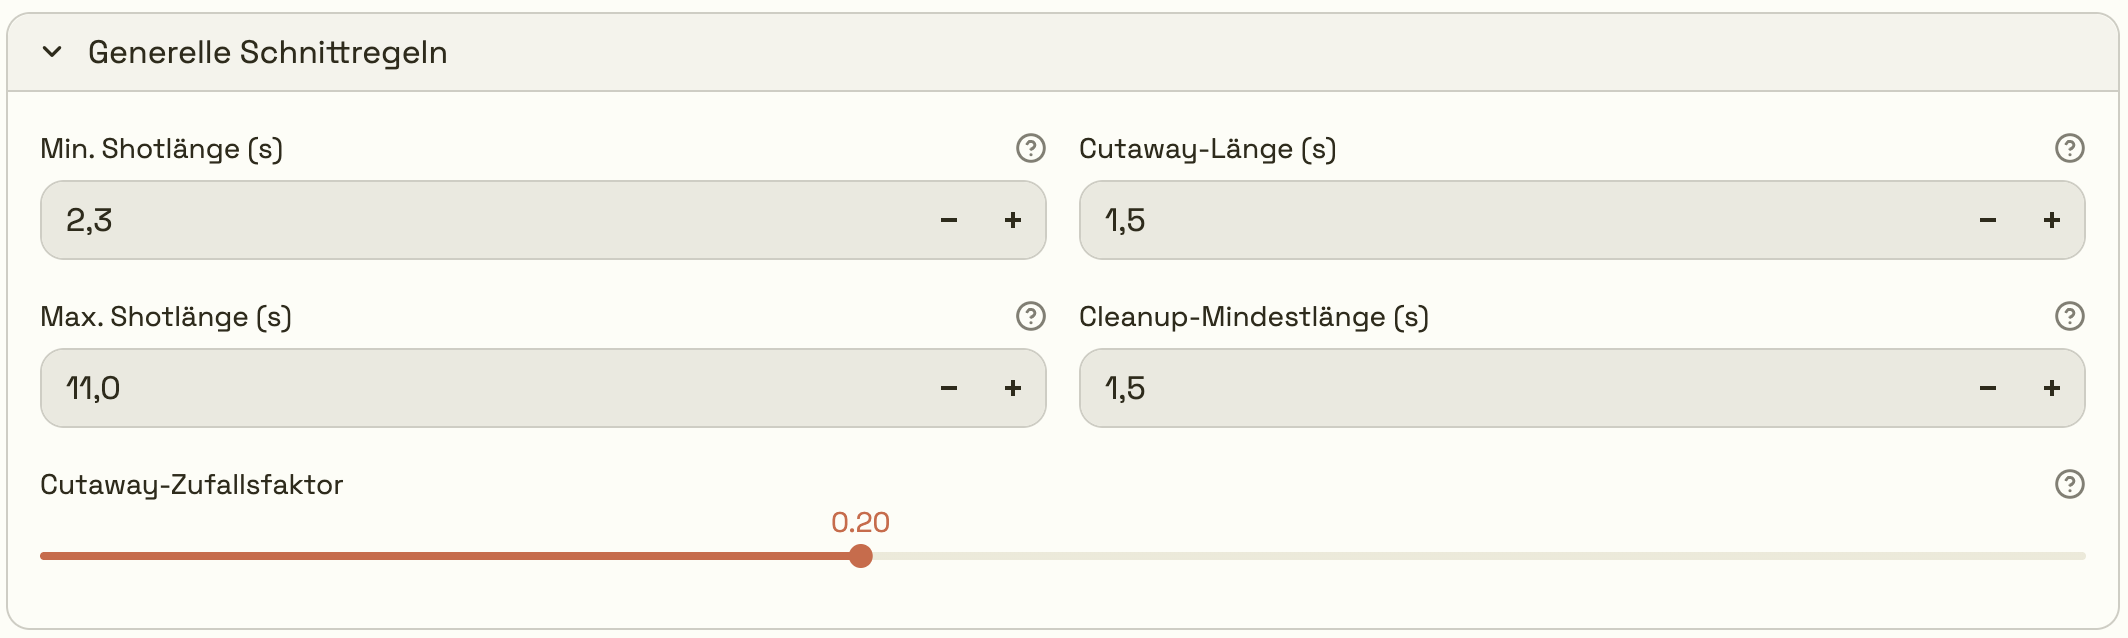 Generelle Schnittregeln
Min. Shotlänge (s)
2,3
− +
Cutaway-Länge (s)
1,5
− +
Max. Shotlänge (s)
11,0
− +
Cleanup-Mindestlänge (s)
1,5
− +
Cutaway-Zufallsfaktor
0.20